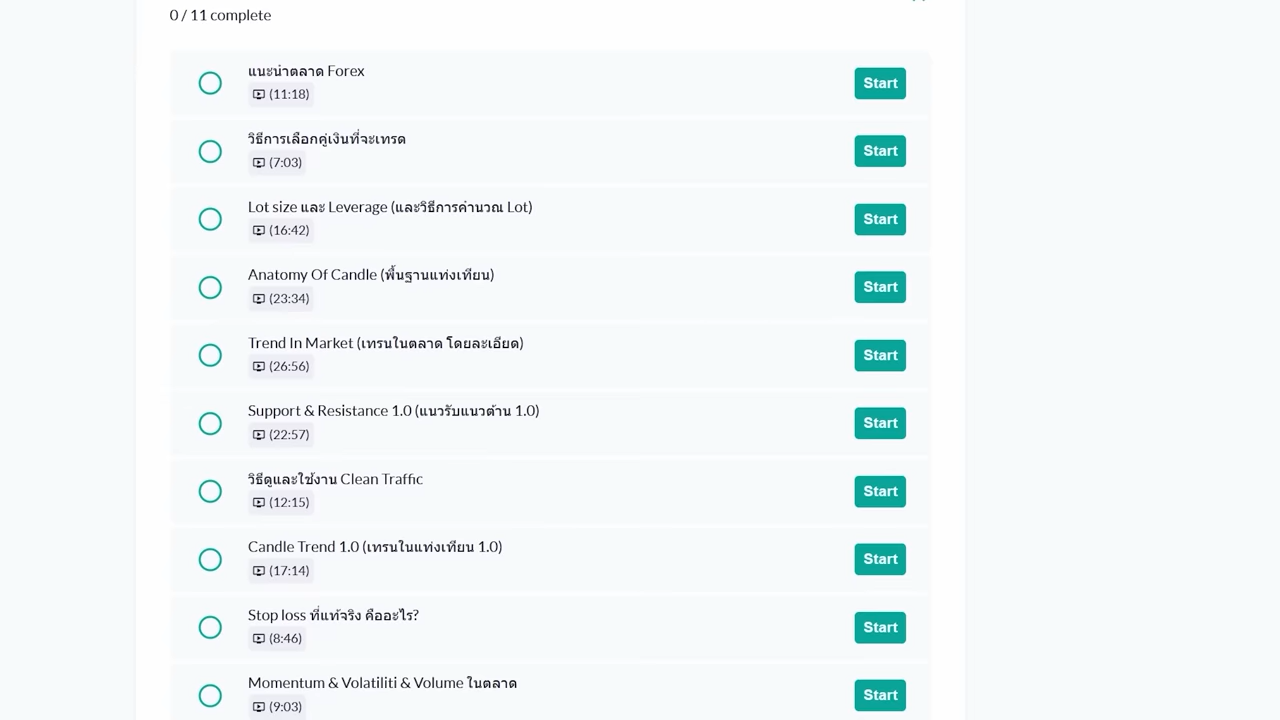 0 / 11 complete
แนะนำตลาด Forex
Start
(11:18)
วิธีการเลือกคู่เงินที่จะเทรด
Start
(7:03)
Lot size และ Leverage (และวิธีการคำนวณ Lot)
Start
(16:42)
Anatomy Of Candle (พื้นฐานแท่งเทียน)
Start
(23:34)
Trend In Market (เทรนในตลาด โดยละเอียด)
Start
(26:56)
Support & Resistance 1.0 (แนวรับแนวต้าน 1.0)
Start
(22:57)
วิธีดูและใช้งาน Clean Traffic
Start
(12:15)
Candle Trend 1.0 (เทรนในแท่งเทียน 1.0)
Start
(17:14)
Stop loss ที่แท้จริง คืออะไร?
Start
(8:46)
Momentum & Volatiliti & Volume ในตลาด
Start
(9:03)